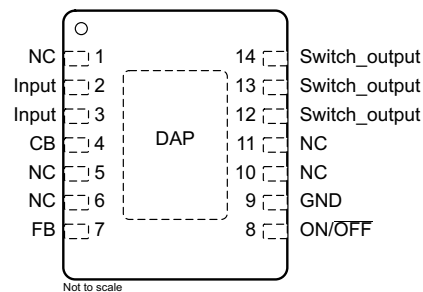 NC 1 14 Switch_output
Input 2 13 Switch_output
Input 3 12 Switch_output
CB 4 DAP 11 NC
NC 5 10 NC
NC 6 9 GND
FB 7 8 ON/OFF
Not to scale